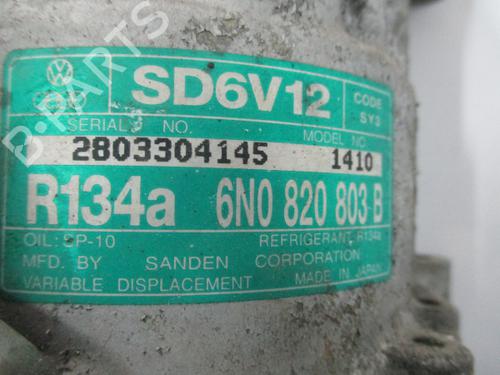 SD6V12
CODE
SY3
SERIAL NO.
MODEL NO.
2803304145
1410
R134a
6N0 820 803-B
OIL: SP-10
REFRIGERANT R134a
MFD. BY SANDEN CORPORATION
VARIABLE DISPLACEMENT
MADE IN JAPAN
B-PARTS